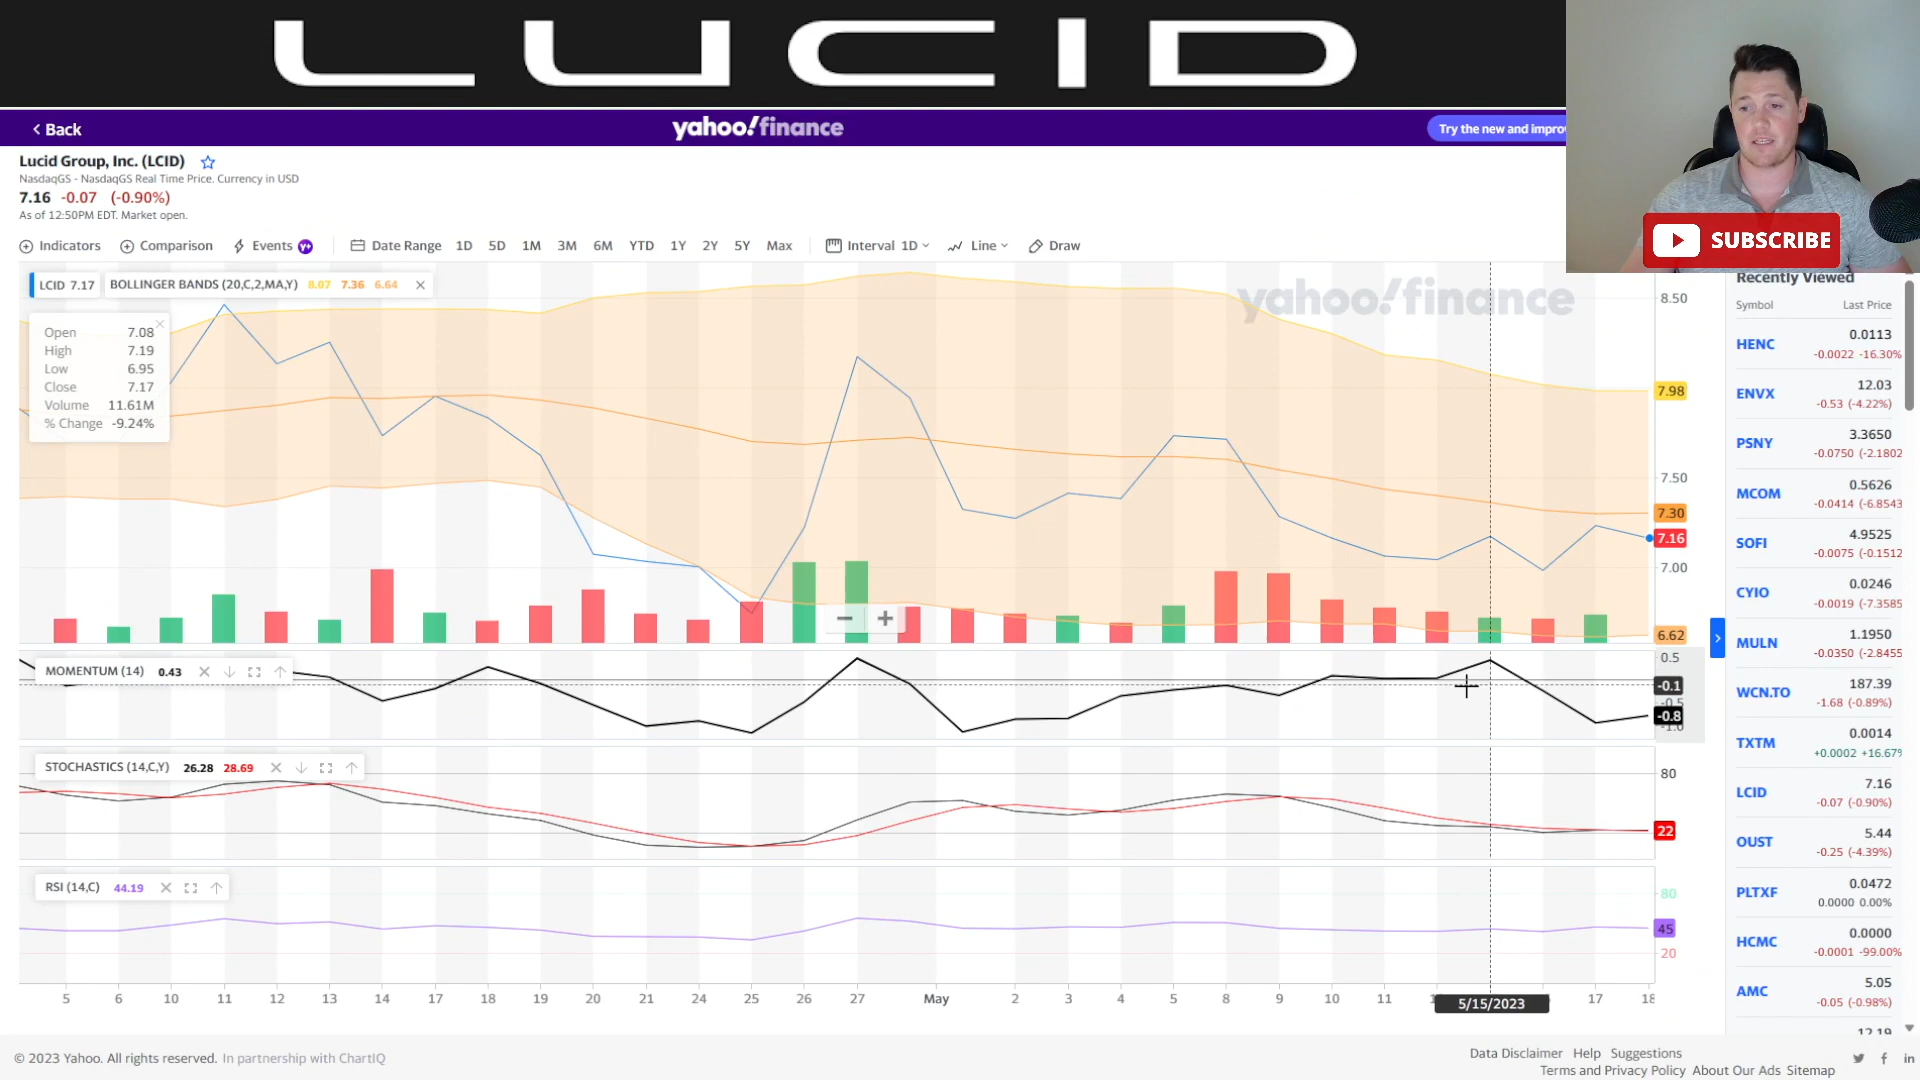 LUCID
Back
yahoo!finance
Try the new and improv
Lucid Group, Inc. (LCID)
NasdaqGS - NasdaqGS Real Time Price. Currency in USD
7.16 -0.07 (-0.90%)
As of 12:50PM EDT. Market open.
SUBSCRIBE
Indicators Comparison Events Y+ Date Range 1D 5D 1M 3M 6M YTD 1Y 2Y 5Y Max Interval 1D Line Draw
LCID 7.17 BOLLINGER BANDS (20,C,2,MA,Y) 8.07 7.36 6.64
yahoo!finance
Open 7.08
High 7.19
Low 6.95
Close 7.17
Volume 11.61M
% Change -9.24%
8.50
7.98
7.50
7.30
7.16
7.00
6.62
MOMENTUM (14) 0.43
0.5
-0.1
-0.5
-0.8
-1.0
STOCHASTICS (14,C,Y) 26.28 28.69
80
22
RSI (14,C) 44.19
80
45
20
5 6 10 11 12 13 14 17 18 19 20 21 24 25 26 27 May 2 3 4 5 8 9 10 11 5/15/2023 17 18
Recently Viewed
Symbol Last Price
HENC 0.0113
-0.0022 -16.30%
ENVX 12.03
-0.53 (-4.22%)
PSNY 3.3650
-0.0750 (-2.1802
MCOM 0.5626
-0.0414 (-6.8543
SOFI 4.9525
-0.0075 (-0.1512
CYIO 0.0246
-0.0019 (-7.3585
MULN 1.1950
-0.0350 (-2.8455
WCN.TO 187.39
-1.68 (-0.89%)
TXTM 0.0014
+0.0002 +16.67%
LCID 7.16
-0.07 (-0.90%)
OUST 5.44
-0.25 (-4.39%)
PLTXF 0.0472
0.0000 0.00%
HCMC 0.0000
-0.0001 -99.00%
AMC 5.05
-0.05 (-0.98%)
12.19
© 2023 Yahoo. All rights reserved. In partnership with ChartIQ
Data Disclaimer Help Suggestions
Terms and Privacy Policy About Our Ads Sitemap